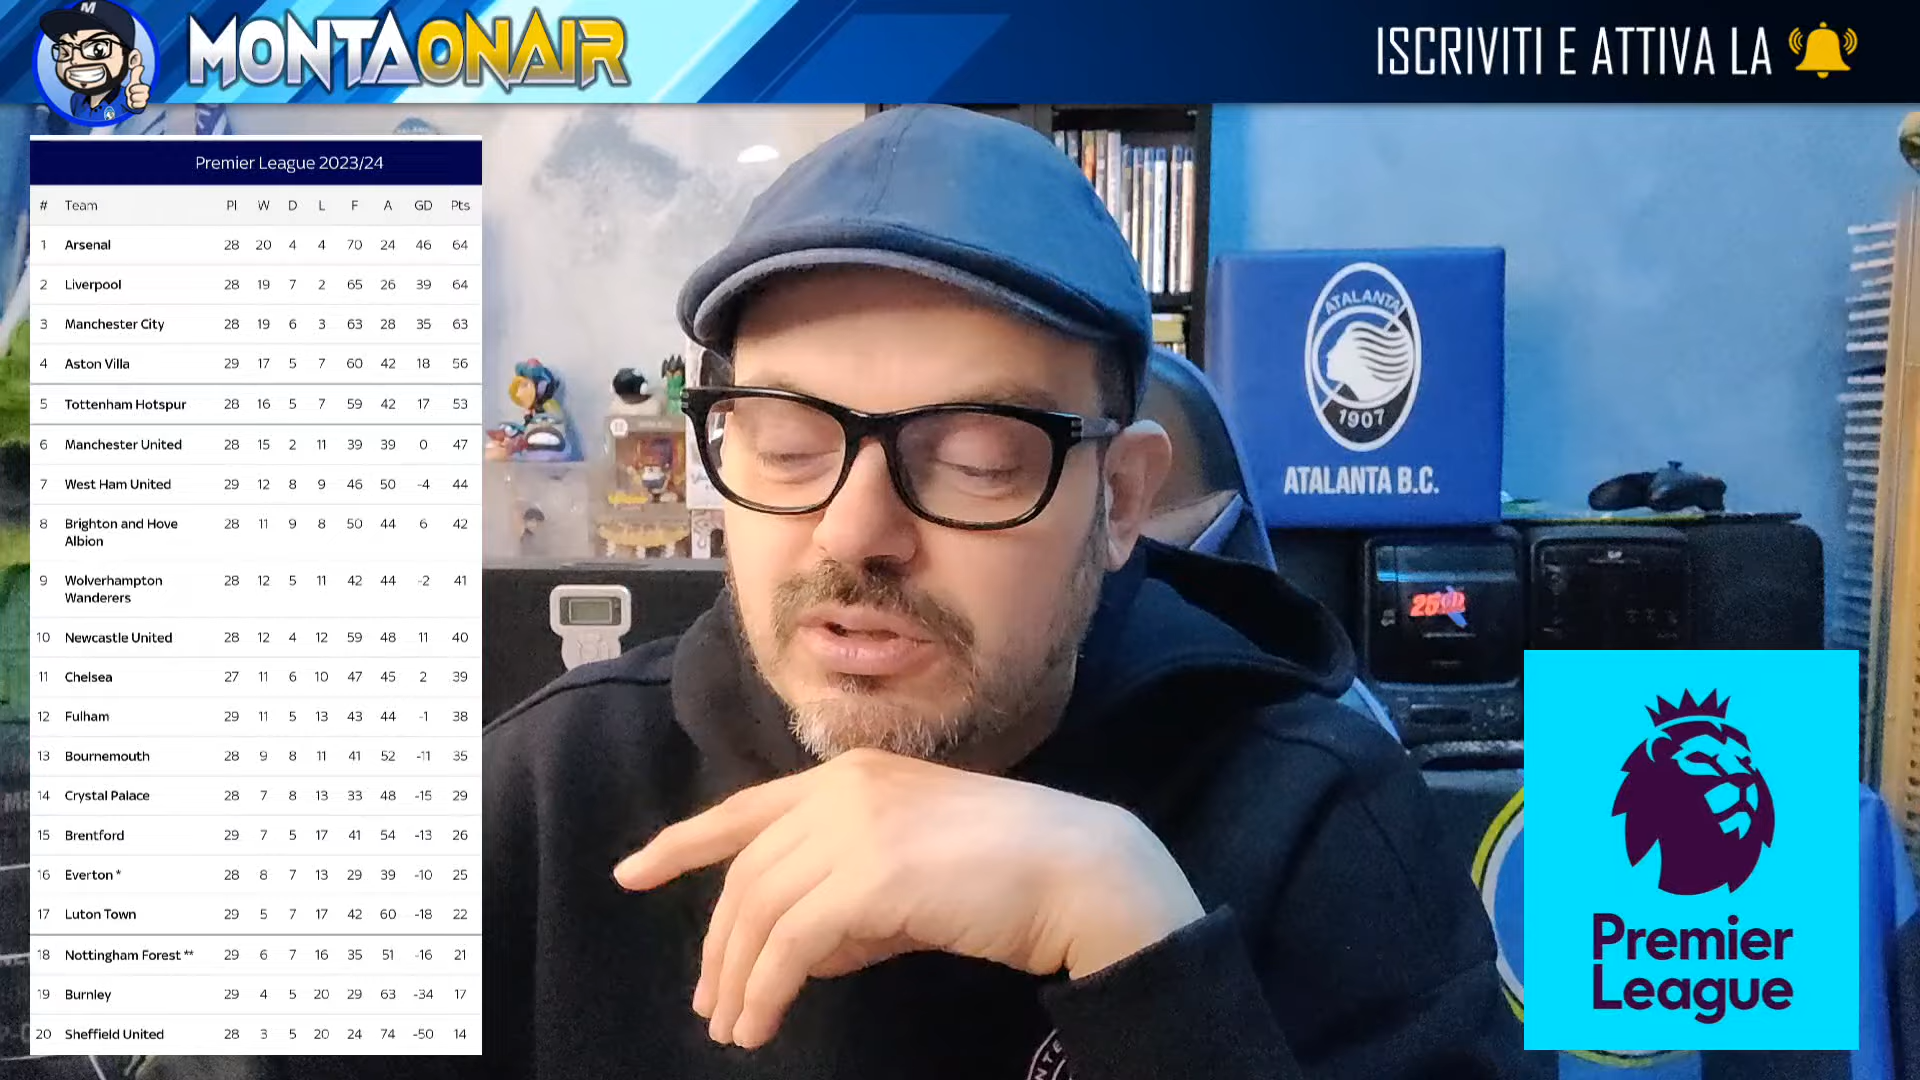 MONTAONAIR
ISCRIVITI E ATTIVA LA
M
Premier League 2023/24
# Team Pl W D L F A GD Pts
1 Arsenal 28 20 4 4 70 24 46 64
2 Liverpool 28 19 7 2 65 26 39 64
3 Manchester City 28 19 6 3 63 28 35 63
4 Aston Villa 29 17 5 7 60 42 18 56
5 Tottenham Hotspur 28 16 5 7 59 42 17 53
6 Manchester United 28 15 2 11 39 39 0 47
7 West Ham United 29 12 8 9 46 50 -4 44
8 Brighton and Hove 28 11 9 8 50 44 6 42
Albion
9 Wolverhampton 28 12 5 11 42 44 -2 41
Wanderers
10 Newcastle United 28 12 4 12 59 48 11 40
11 Chelsea 27 11 6 10 47 45 2 39
12 Fulham 29 11 5 13 43 44 -1 38
13 Bournemouth 28 9 8 11 41 52 -11 35
14 Crystal Palace 28 7 8 13 33 48 -15 29
15 Brentford 29 7 5 17 41 54 -13 26
16 Everton * 28 8 7 13 29 39 -10 25
17 Luton Town 29 5 7 17 42 60 -18 22
18 Nottingham Forest ** 29 6 7 16 35 51 -16 21
19 Burnley 29 4 5 20 29 63 -34 17
20 Sheffield United 28 3 5 20 24 74 -50 14
ATALANTA
1907
ATALANTA B.C.
Premier
League